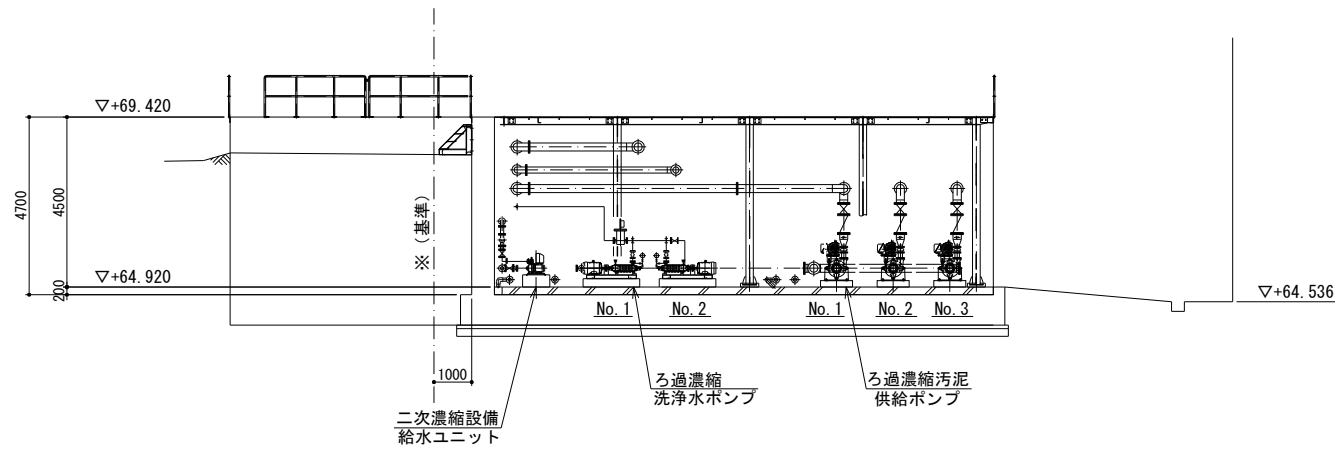 ▽+69.420
4700
4500
※(基準)
▽+64.920
200
No.1
No.2
No.1
No.2
No.3
▽+64.536
1000
ろ過濃縮
洗浄水ポンプ
ろ過濃縮汚泥
供給ポンプ
二次濃縮設備
給水ユニット